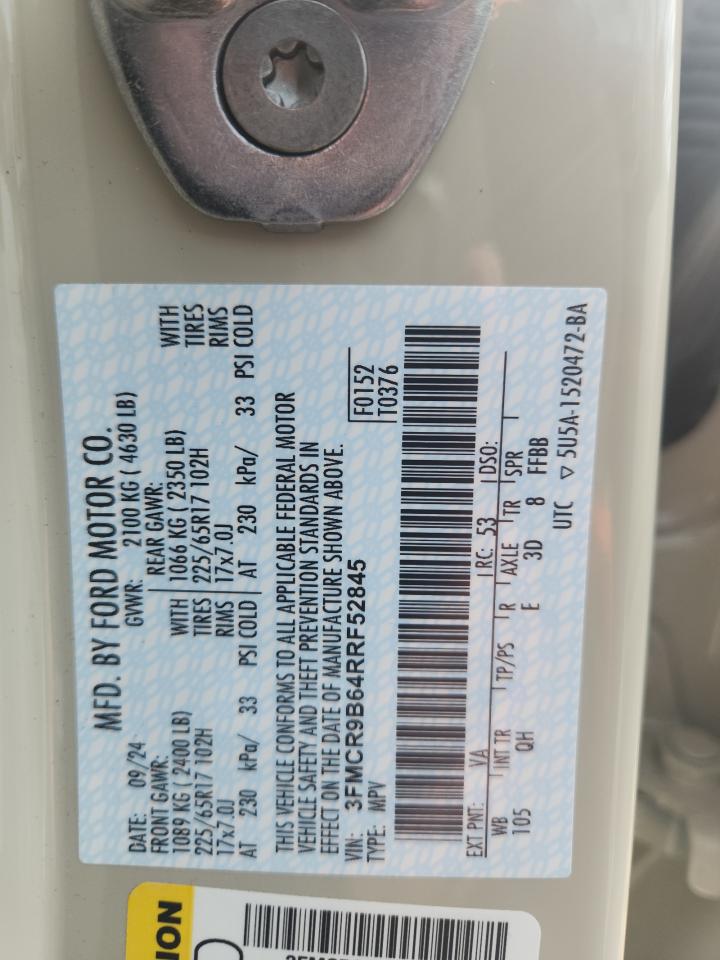 MFD. BY FORD MOTOR CO.
DATE: 09/24 GVWR: 2100 KG ( 4630 LB)
FRONT GAWR: REAR GAWR:
1089 KG ( 2400 LB) WITH 1066 KG ( 2350 LB) WITH
225/65R17 102H TIRES 225/65R17 102H TIRES
17x7.0J RIMS 17x7.0J RIMS
AT 230 kPa/ 33 PSI COLD AT 230 kPa/ 33 PSI COLD
THIS VEHICLE CONFORMS TO ALL APPLICABLE FEDERAL MOTOR
VEHICLE SAFETY AND THEFT PREVENTION STANDARDS IN
EFFECT ON THE DATE OF MANUFACTURE SHOWN ABOVE.
VIN: 3FMCR9B64RRF52845 F0152
TYPE: MPV T0376
EXT PNT: VA RC: 53 DSO:
WB INT TR TP/PS R AXLE TR SPR
105 QH E 3D 8 FFBB
UTC ▽ 5U5A-1520472-BA